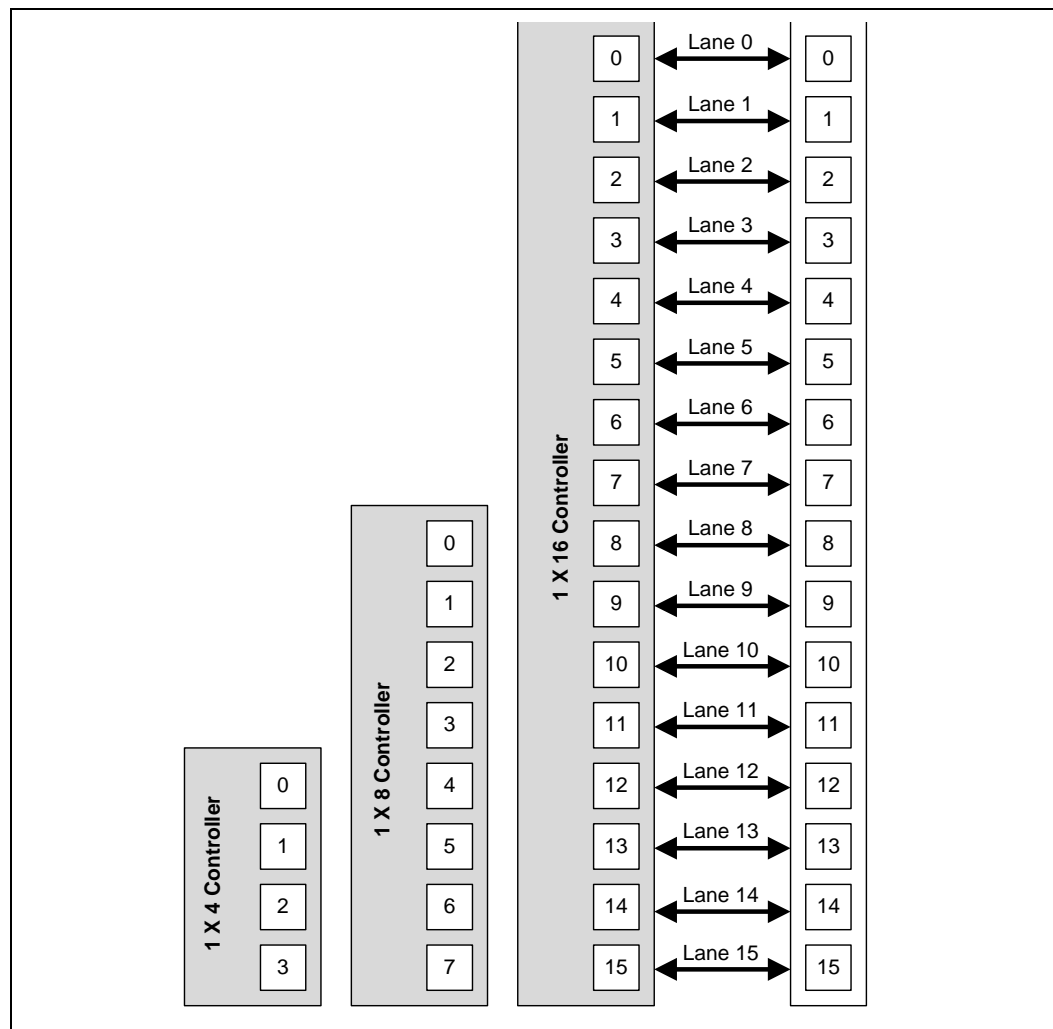 0 Lane 0 0
1 Lane 1 1
2 Lane 2 2
3 Lane 3 3
4 Lane 4 4
5 Lane 5 5
6 Lane 6 6
7 Lane 7 7
0 8 Lane 8 8
1 9 Lane 9 9
2 10 Lane 10 10
3 11 Lane 11 11
0 4 12 Lane 12 12
1 5 13 Lane 13 13
2 6 14 Lane 14 14
3 7 15 Lane 15 15
1 X 4 Controller
1 X 8 Controller
1 X 16 Controller